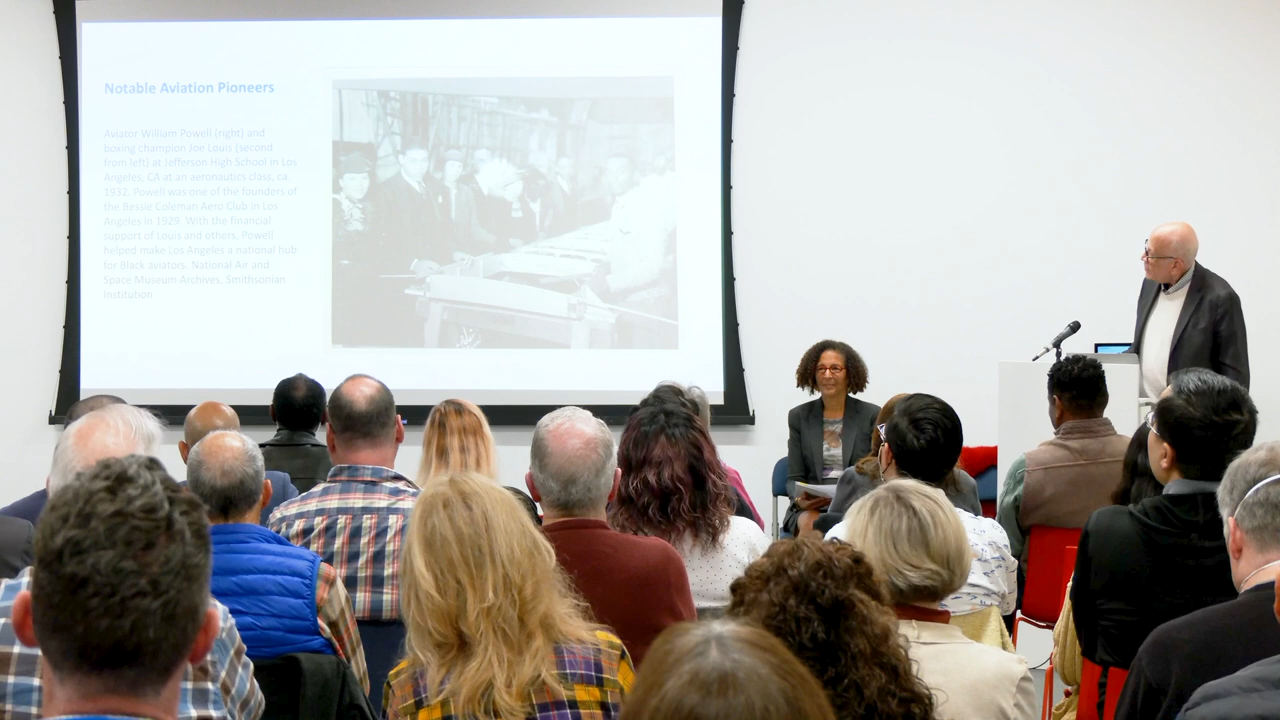 Notable Aviation Pioneers
Aviator William Powell (right) and
boxing champion Joe Louis (second
from left) at Jefferson High School in Los
Angeles, CA at an aeronautics class, ca.
1932. Powell was one of the founders of
the Bessie Coleman Aero Club in Los
Angeles in 1929. With the financial
support of Louis and others, Powell
helped make Los Angeles a national hub
for Black aviators. National Air and
Space Museum Archives, Smithsonian
Institution